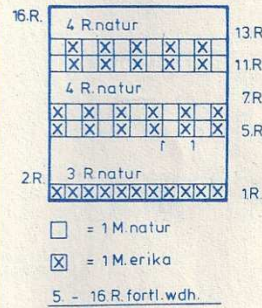 16.R.
4 R.natur
13.R
11.R
4 R.natur
7.R
5.R
2.R.
3 R.natur
1.R.
= 1 M.natur
= 1 M.erika
5. - 16.R.fortl.wdh.